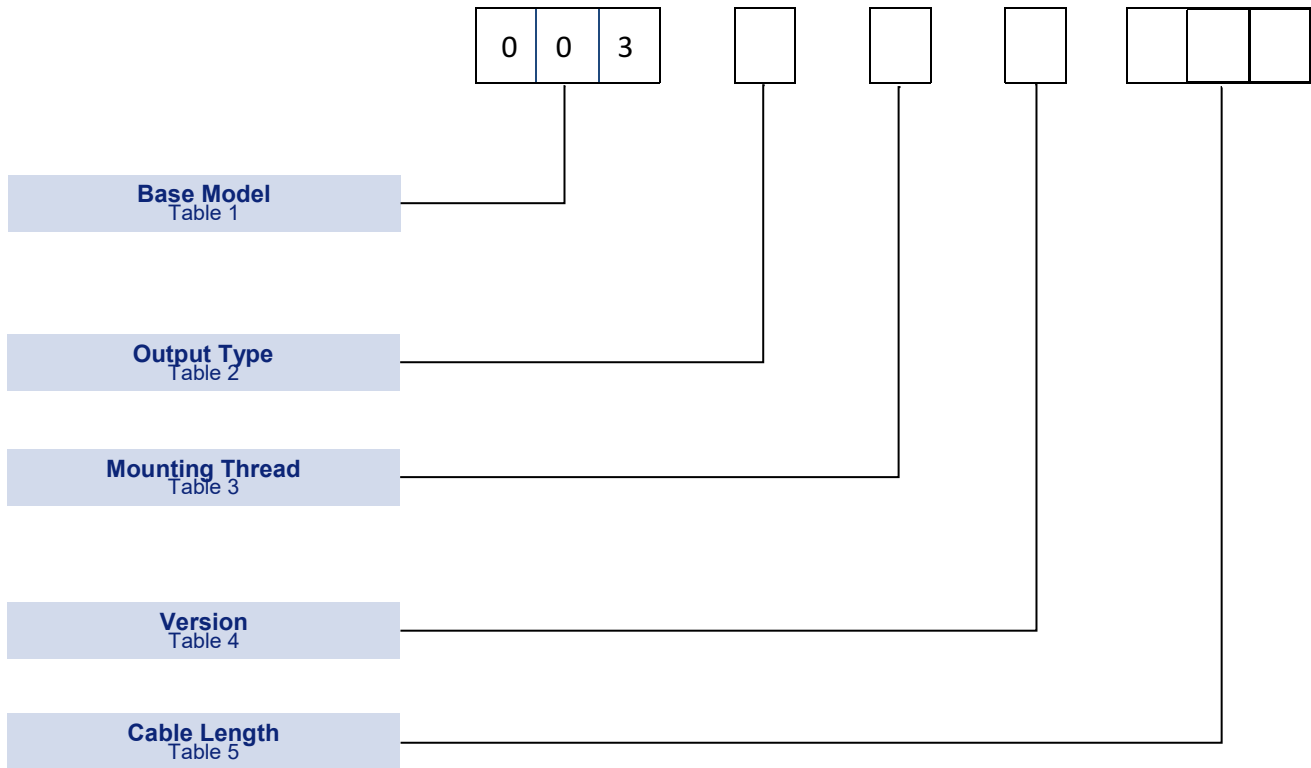 0 0 3
Base Model
Table 1
Output Type
Table 2
Mounting Thread
Table 3
Version
Table 4
Cable Length
Table 5